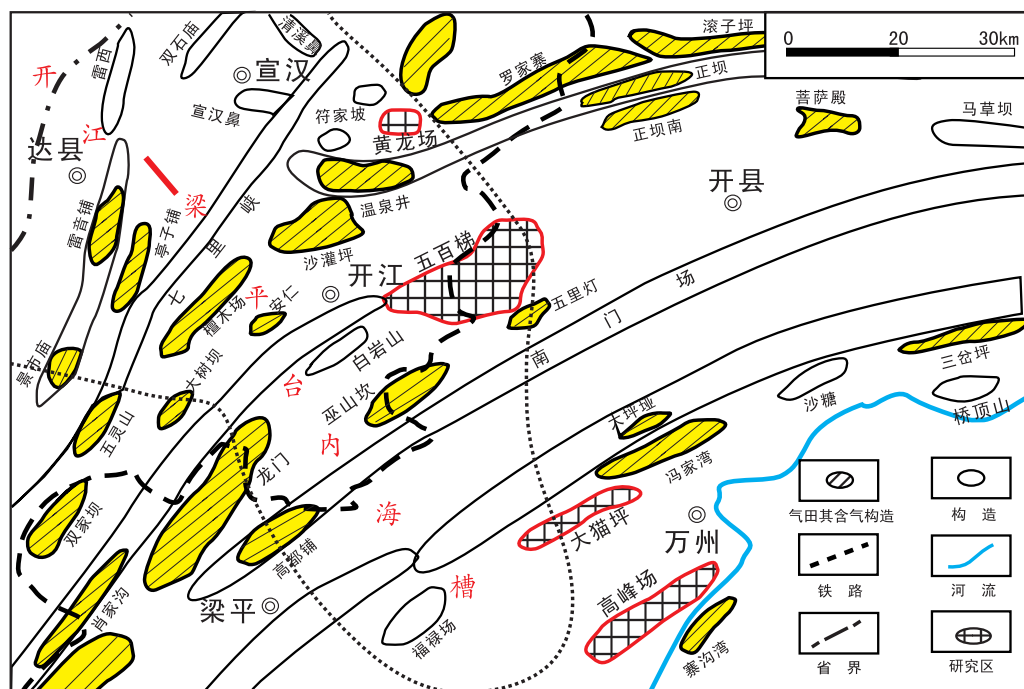 清溪鼻
双石庙
雷西
宣汉
滚子坪
0 20 30km
罗家寨
正坝
开
宣汉鼻
符家坡
黄龙场
正坝南
菩萨殿
马草坝
江
达县
梁
温泉井
开县
雷音铺
亭子铺
七里峡
沙灌坪
五百梯
开江
平
安仁
檀木场
五里灯
南门场
白岩山
景市庙
大树坝
台
巫山坎
内
五灵山
龙门
大坪垭
冯家湾
三岔坪
沙糖
桥顶山
双家坝
海
大猫坪
万州
高都铺
槽
梁平
高峰场
肖家沟
福禄场
寨沟湾
气田其含气构造
构造
铁路
河流
省界
研究区